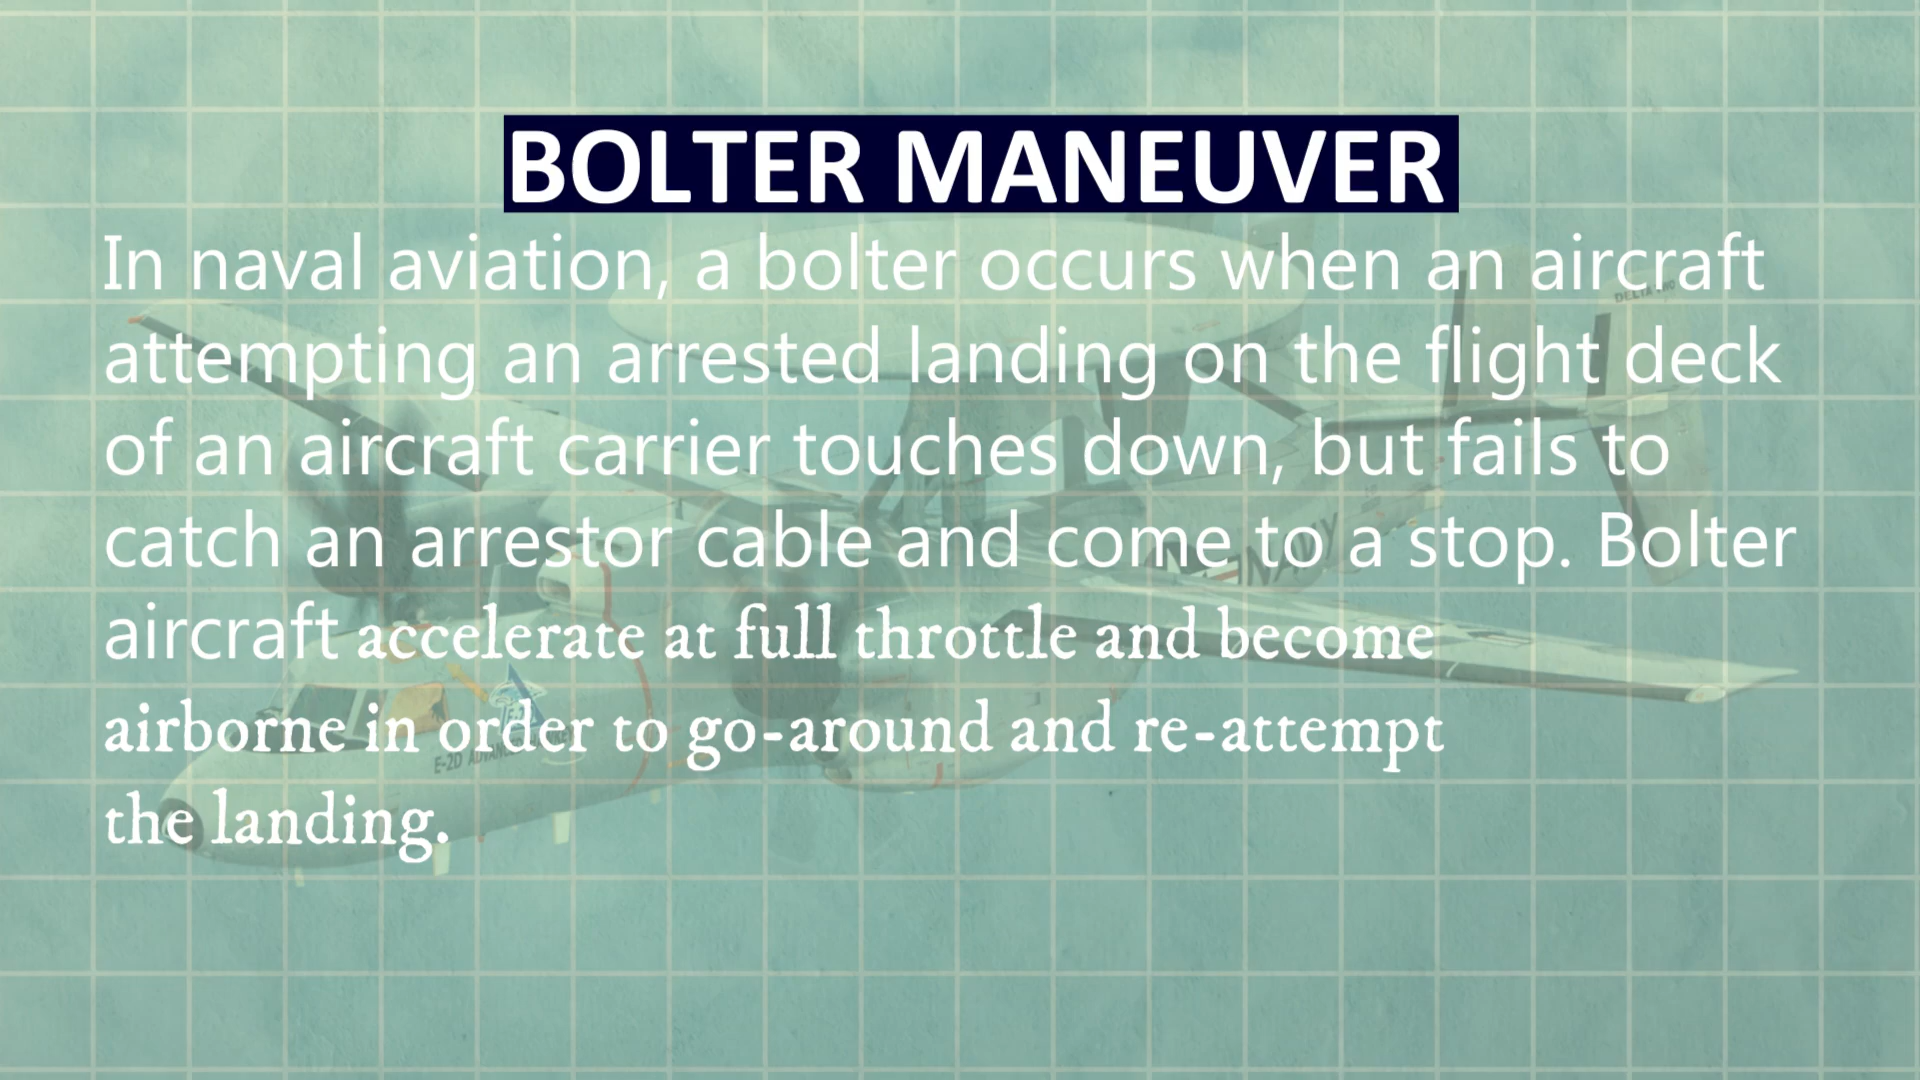 BOLTER MANEUVER
In naval aviation, a bolter occurs when an aircraft
attempting an arrested landing on the flight deck
of an aircraft carrier touches down, but fails to
catch an arrestor cable and come to a stop. Bolter
aircraft accelerate at full throttle and become
airborne in order to go-around and re-attempt
the landing.
NAVY
E-2D